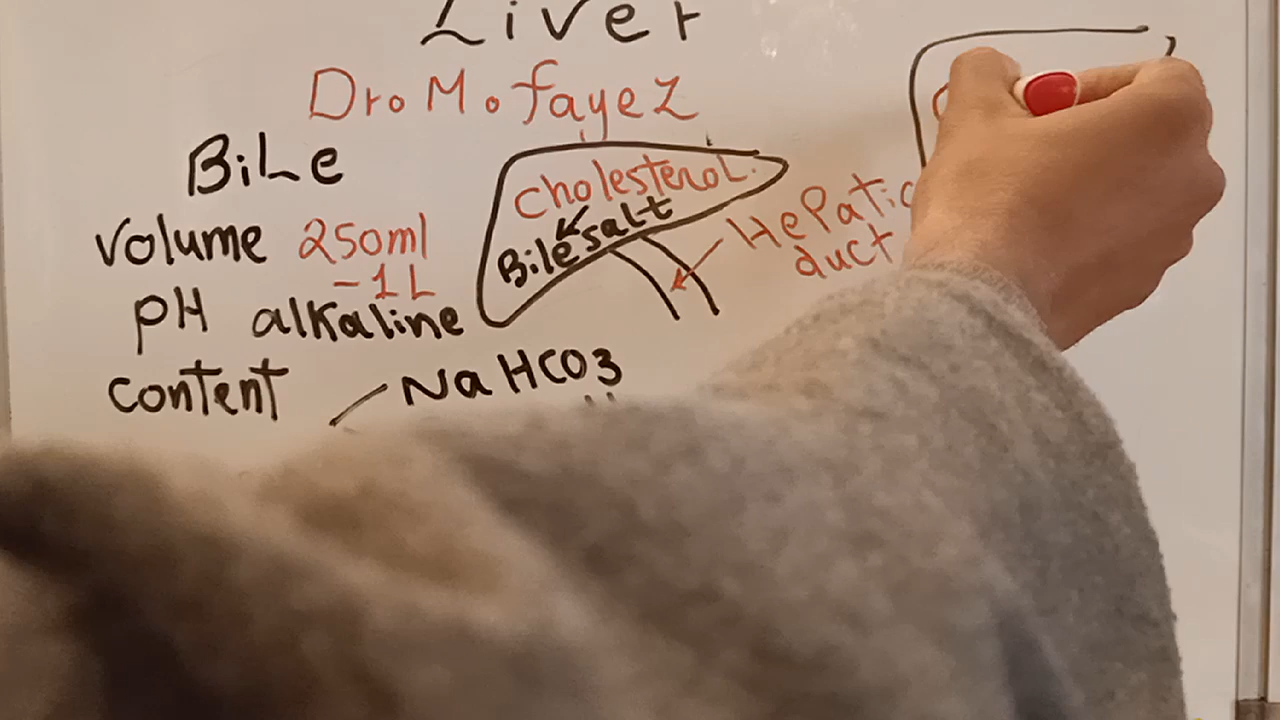 Liver
Dr. M. fayez
BiLe
volume 250ml
-1L
pH alkaline
content NaHCO3
cholesterol.
Bile salt
HePatic
duct